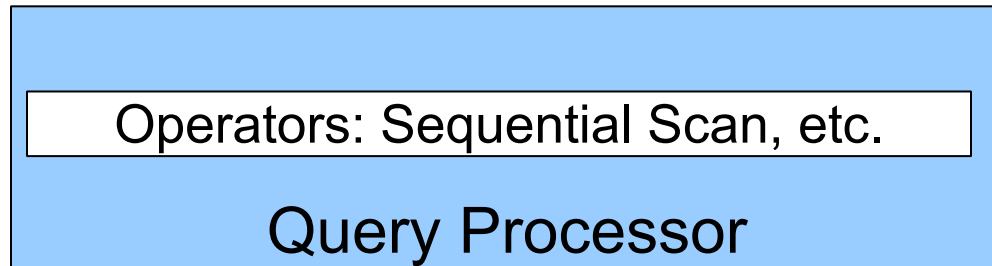 Operators: Sequential Scan, etc.
Query Processor